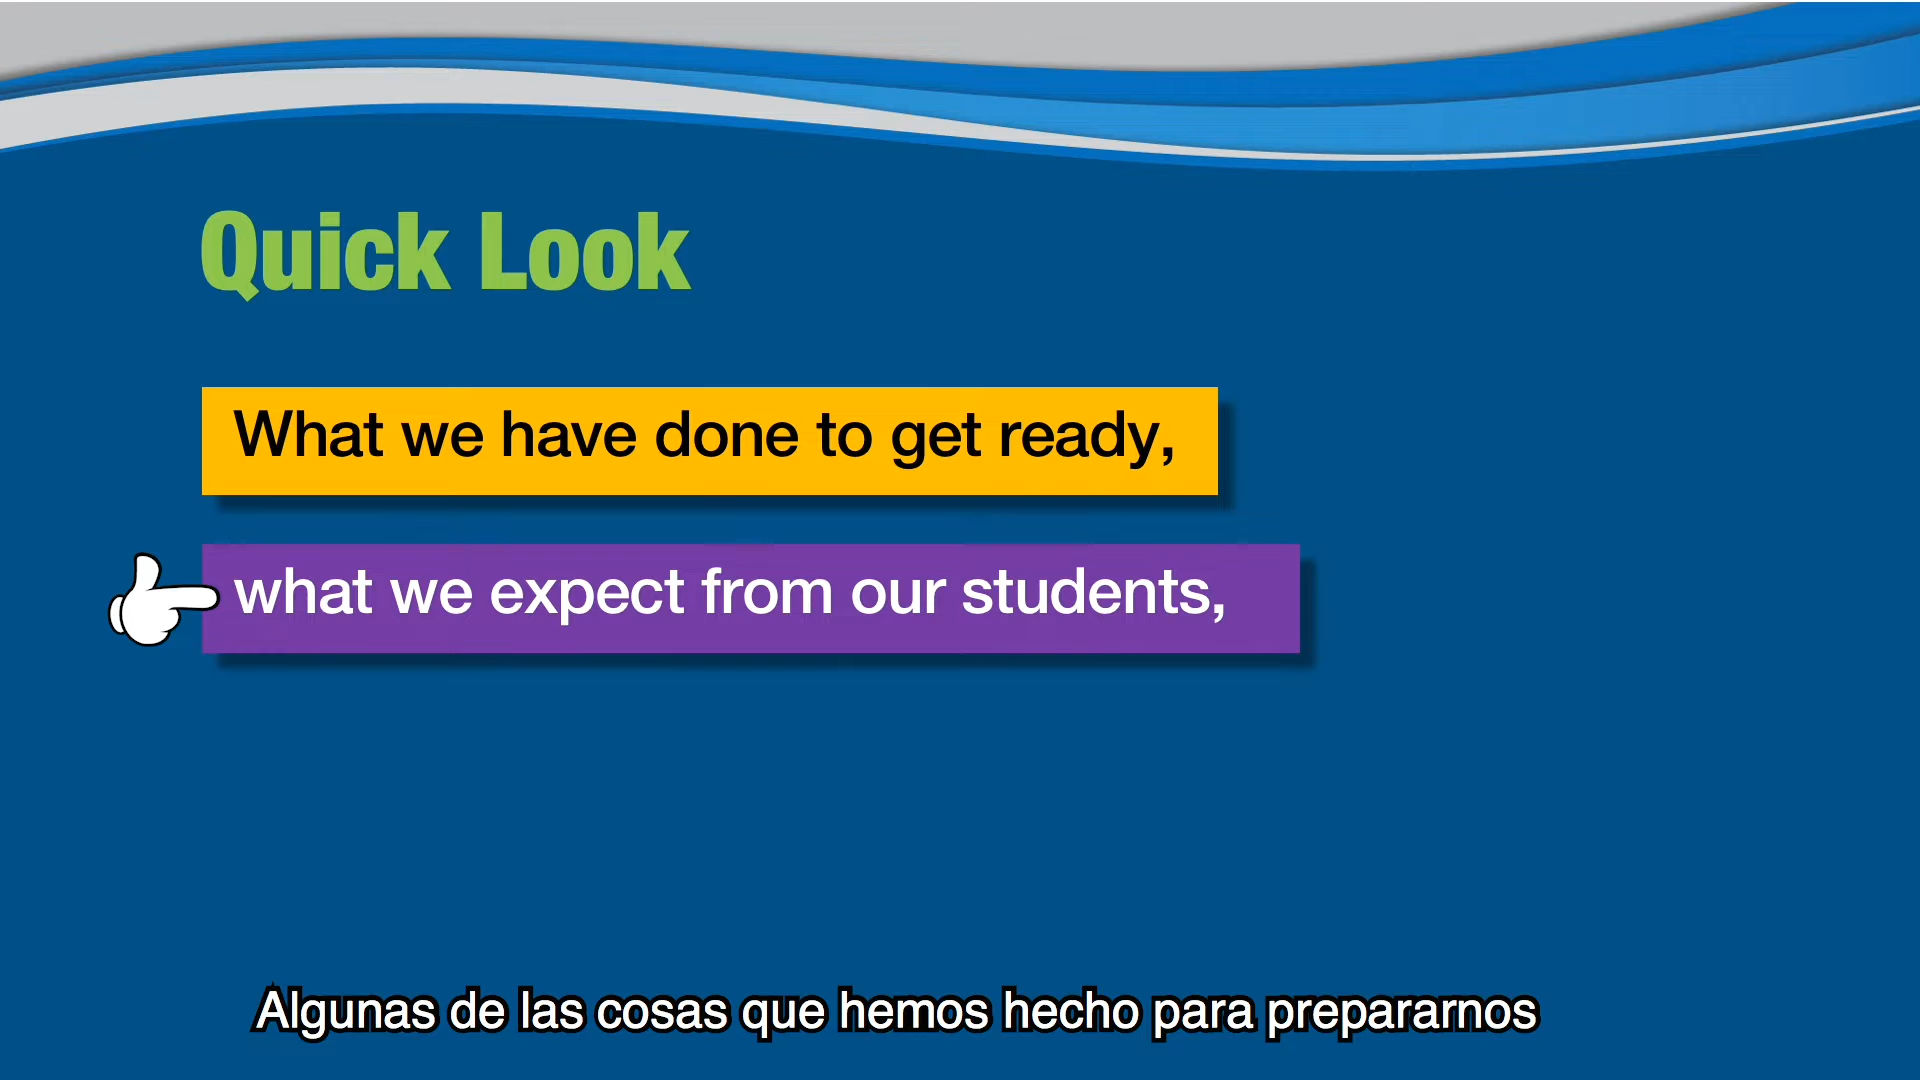 Quick Look
What we have done to get ready,
what we expect from our students,
Algunas de las cosas que hemos hecho para prepararnos